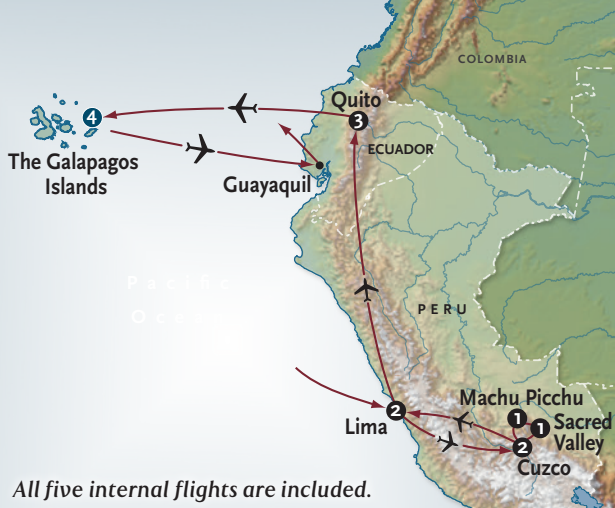 COLOMBIA
Quito
3
4
ECUADOR
The Galapagos
Islands
Guayaquil
Pacific
PERU
Machu Picchu
1
1
Sacred
Valley
2
Lima
2
Cuzco
All five internal flights are included.